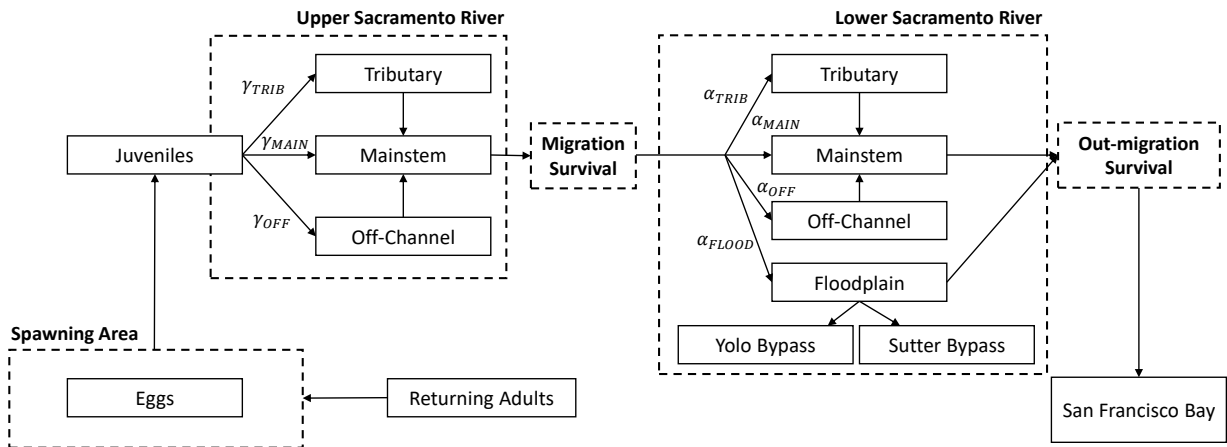 Upper Sacramento River
Lower Sacramento River
Tributary
Tributary
γTRIB
αTRIB
γMAIN
αMAIN
Juveniles
Mainstem
Migration
Survival
Mainstem
Out-migration
Survival
γOFF
αOFF
Off-Channel
Off-Channel
αFLOOD
Floodplain
Spawning Area
Yolo Bypass
Sutter Bypass
Eggs
Returning Adults
San Francisco Bay